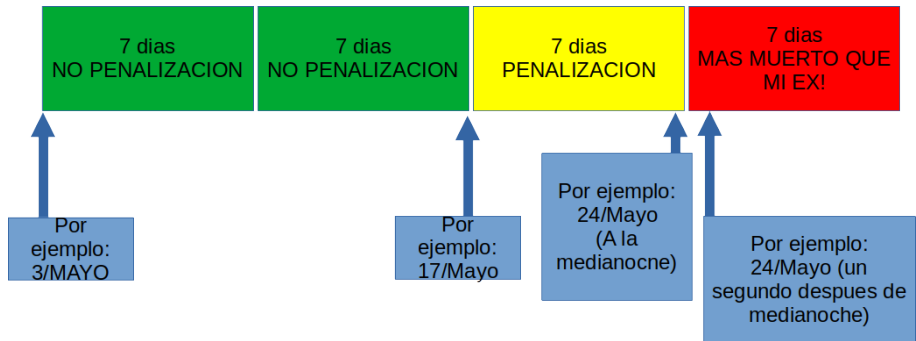 7 dias
NO PENALIZACION
7 dias
NO PENALIZACION
7 dias
PENALIZACION
7 dias
MAS MUERTO QUE
MI EX!
Por
ejemplo:
3/MAYO
Por
ejemplo:
17/Mayo
Por ejemplo:
24/Mayo
(A la
medianocne)
Por ejemplo:
24/Mayo (un
segundo despues de
medianoche)